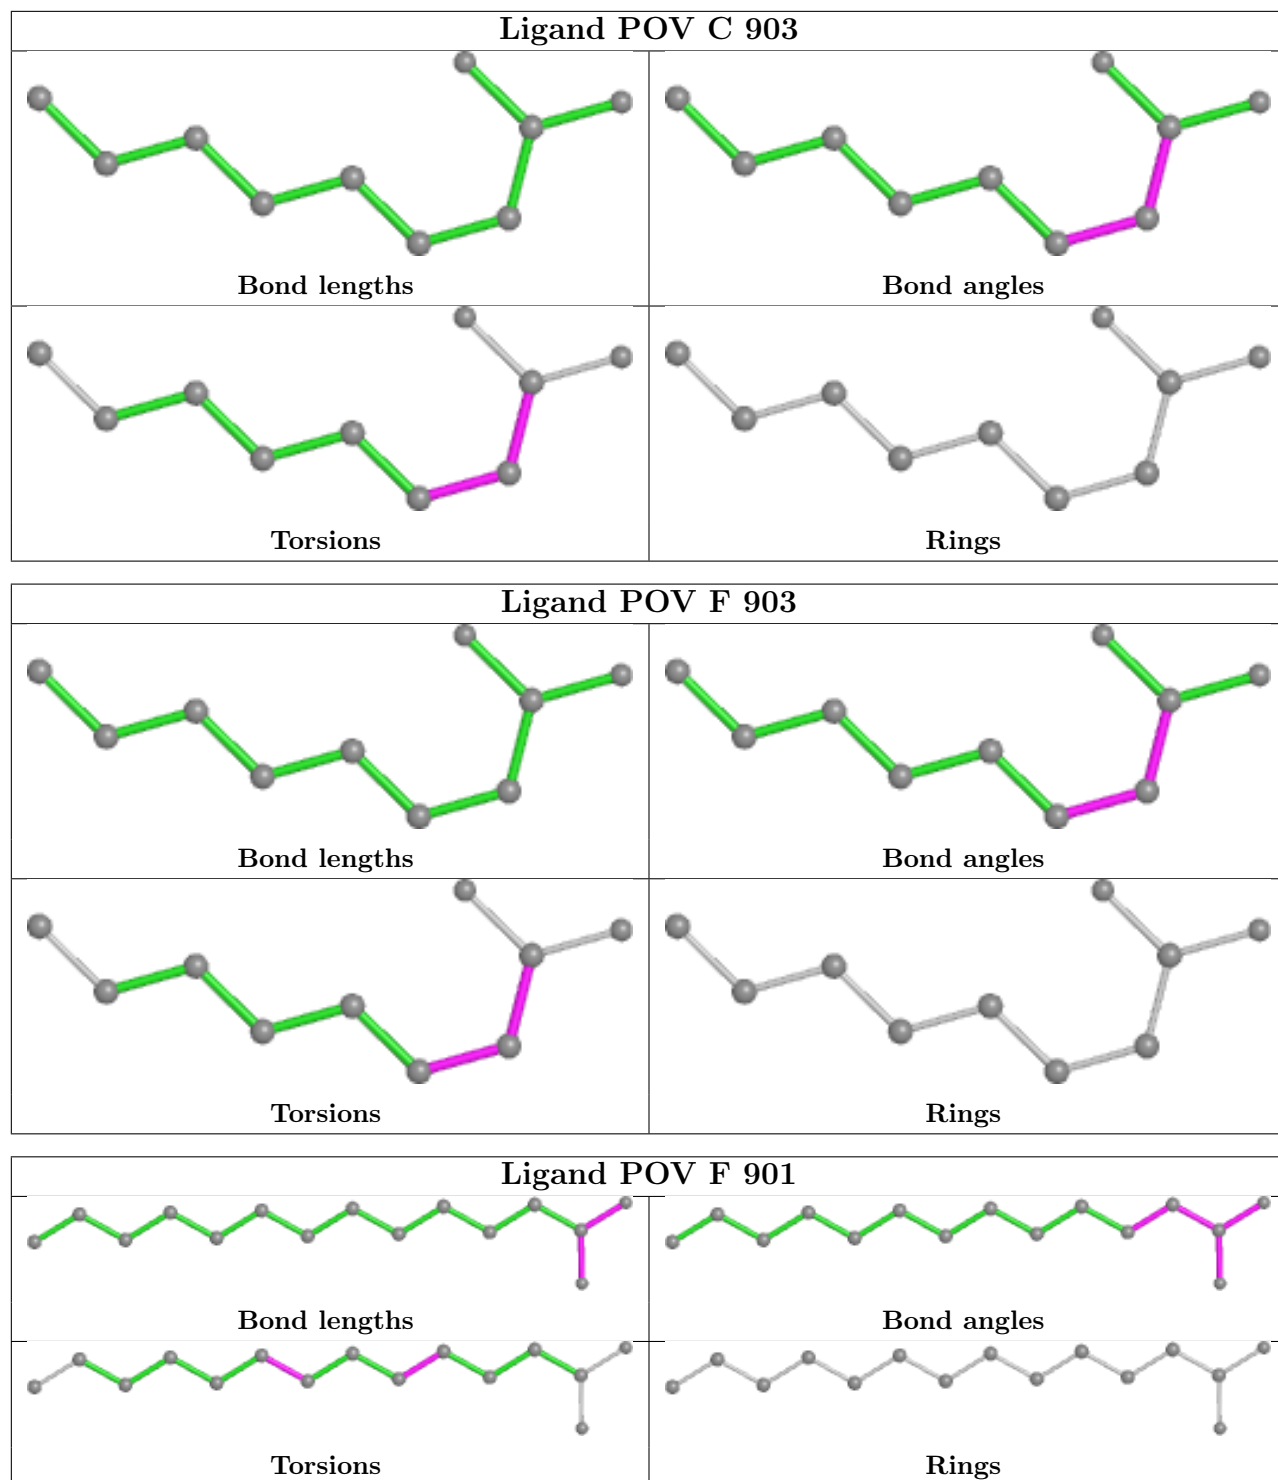 Ligand POV C 903
Bond lengths
Bond angles
Torsions
Rings
Ligand POV F 903
Bond lengths
Bond angles
Torsions
Rings
Ligand POV F 901
Bond lengths
Bond angles
Torsions
Rings